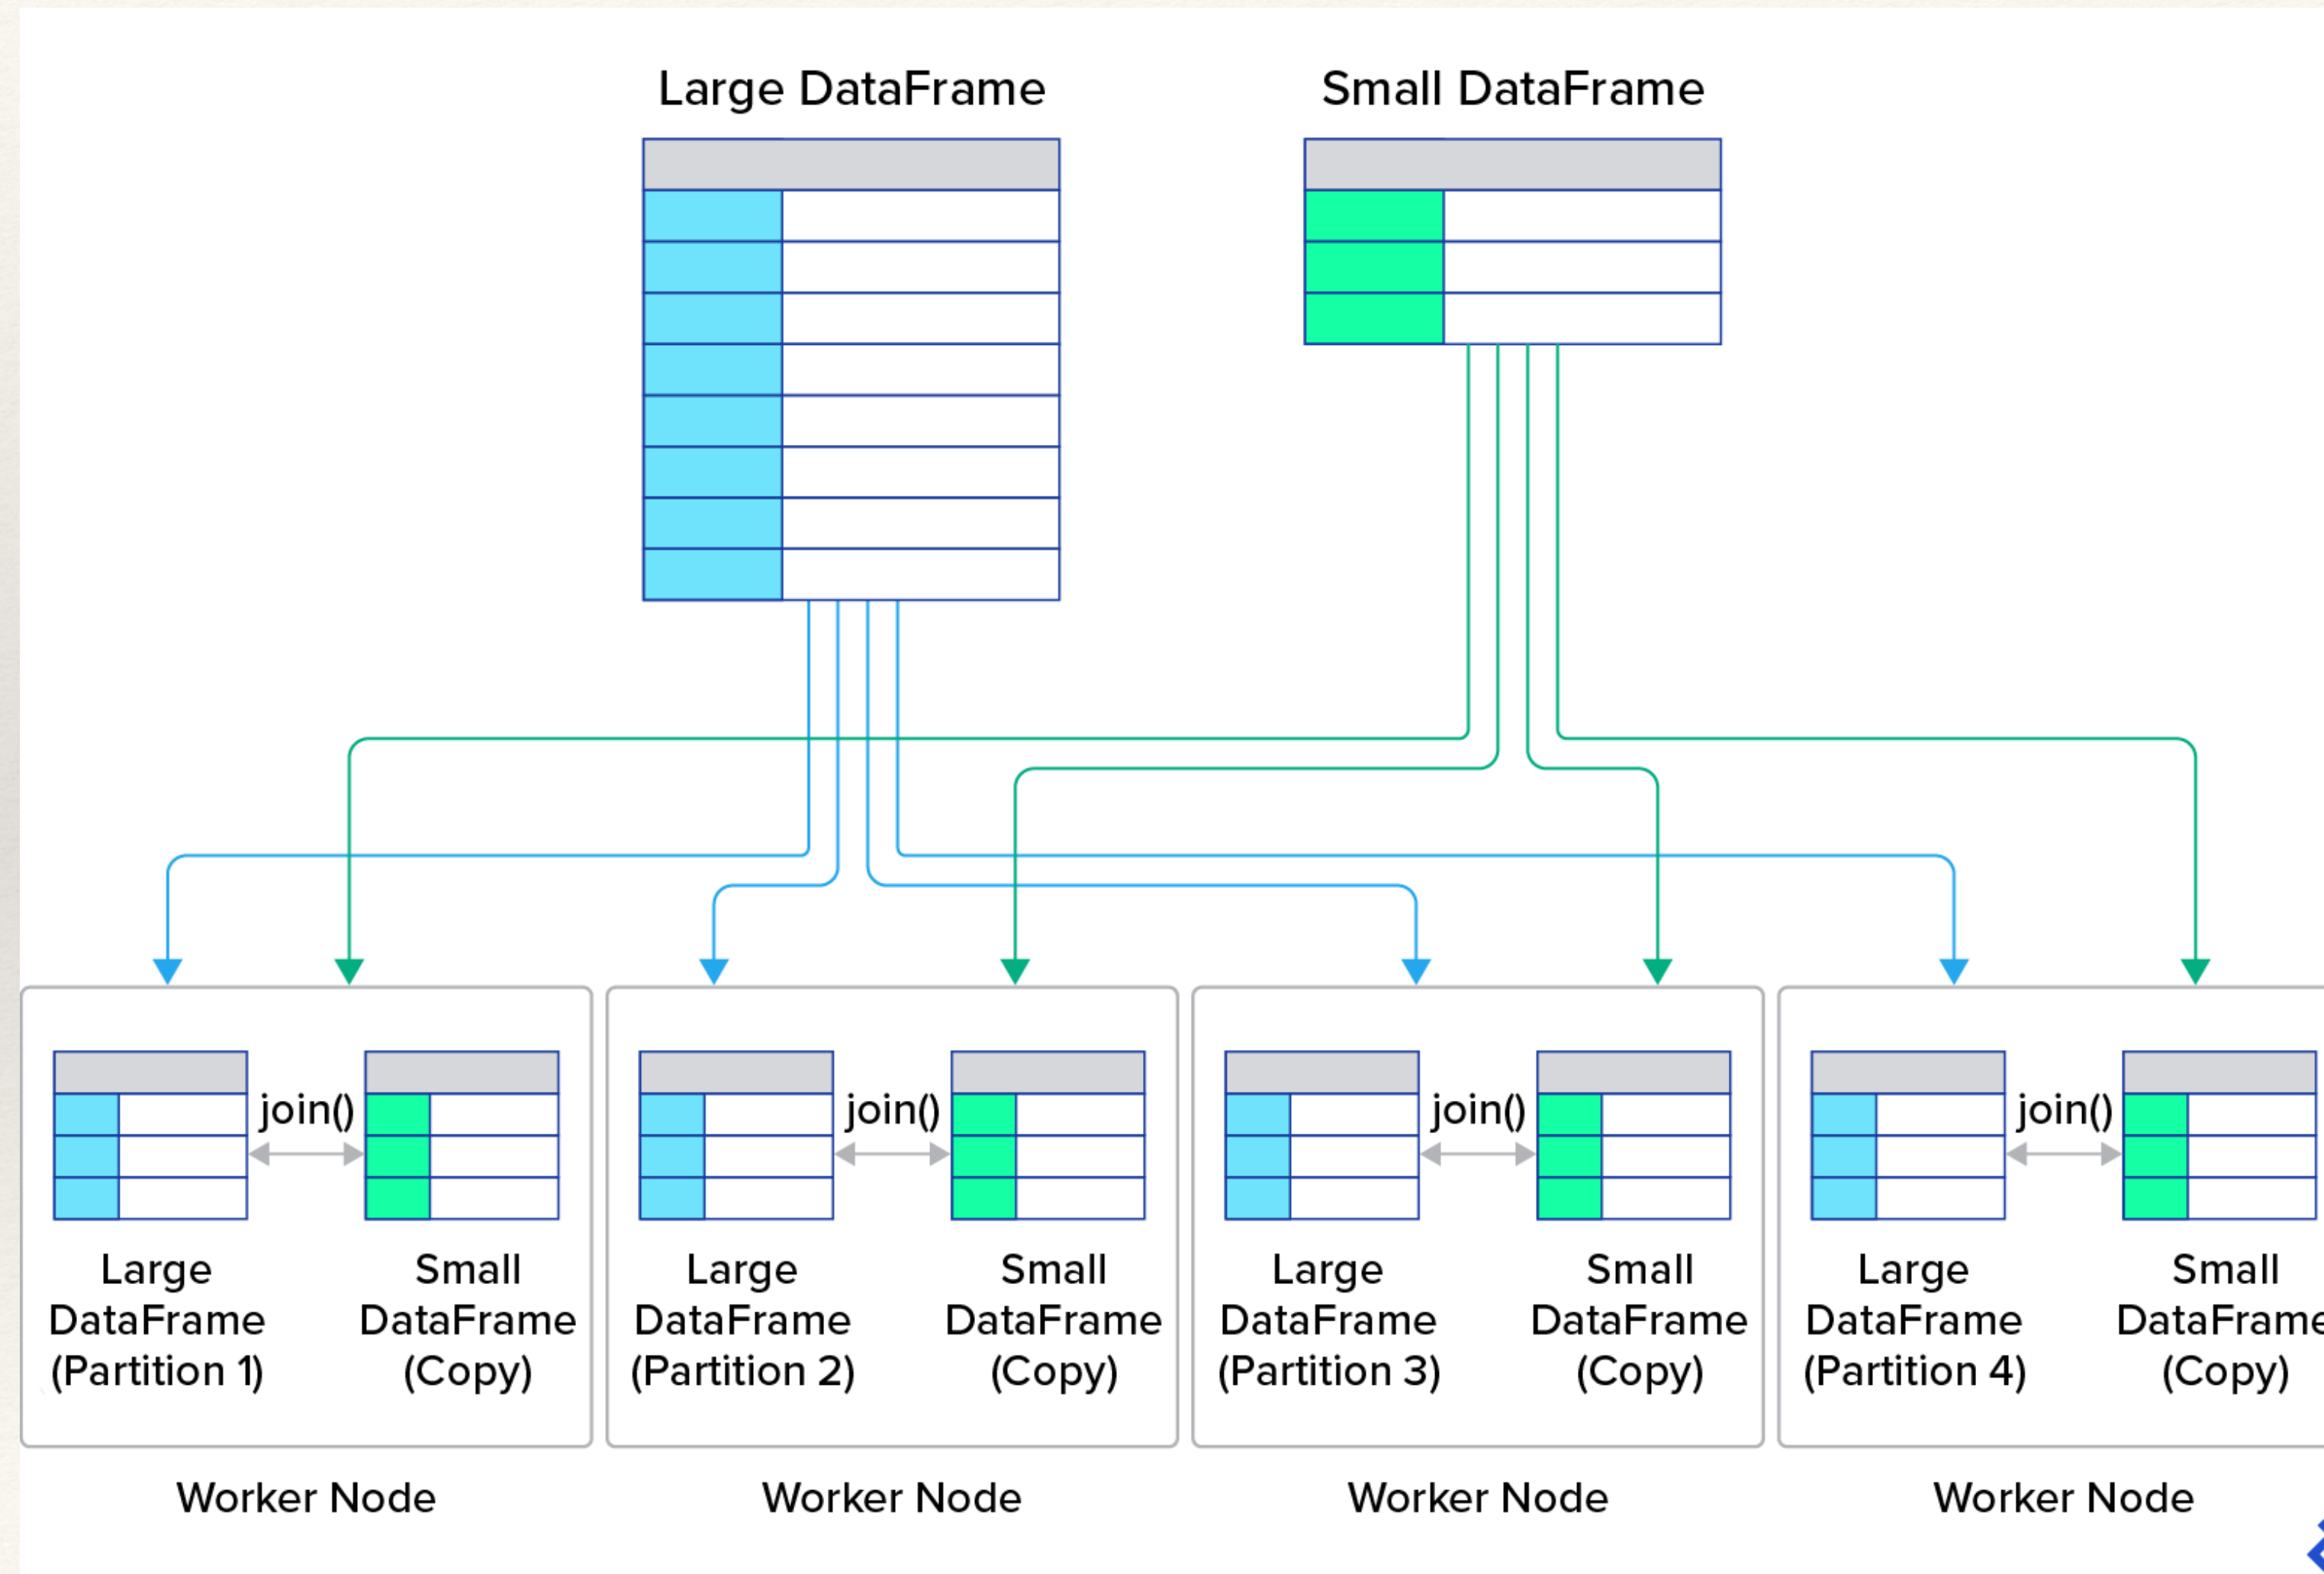 Large DataFrame
Small DataFrame
join()
Large
DataFrame
(Partition 1)
Small
DataFrame
(Copy)
join()
Large
DataFrame
(Partition 2)
Small
DataFrame
(Copy)
join()
Large
DataFrame
(Partition 3)
Small
DataFrame
(Copy)
join()
Large
DataFrame
(Partition 4)
Small
DataFrame
(Copy)
Worker Node
Worker Node
Worker Node
Worker Node